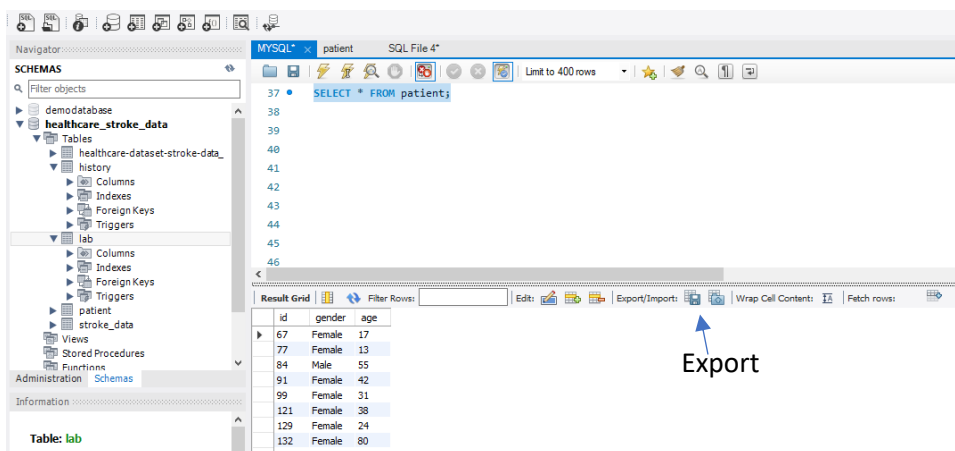 Navigator
SCHEMAS
Filter objects
demodatabase
healthcare_stroke_data
Tables
healthcare-dataset-stroke-data_
history
Columns
Indexes
Foreign Keys
Triggers
lab
Columns
Indexes
Foreign Keys
Triggers
patient
stroke_data
Views
Stored Procedures
Functions
Administration Schemas
Information
Table: lab
MYSQL* × patient SQL File 4*
Limit to 400 rows
37 SELECT * FROM patient;
38
39
40
41
42
43
44
45
46
Result Grid Filter Rows: Edit: Export/Import: Wrap Cell Content: IA Fetch rows:
id gender age
67 Female 17
77 Female 13
84 Male 55
91 Female 42
99 Female 31
121 Female 38
129 Female 24
132 Female 80
Export